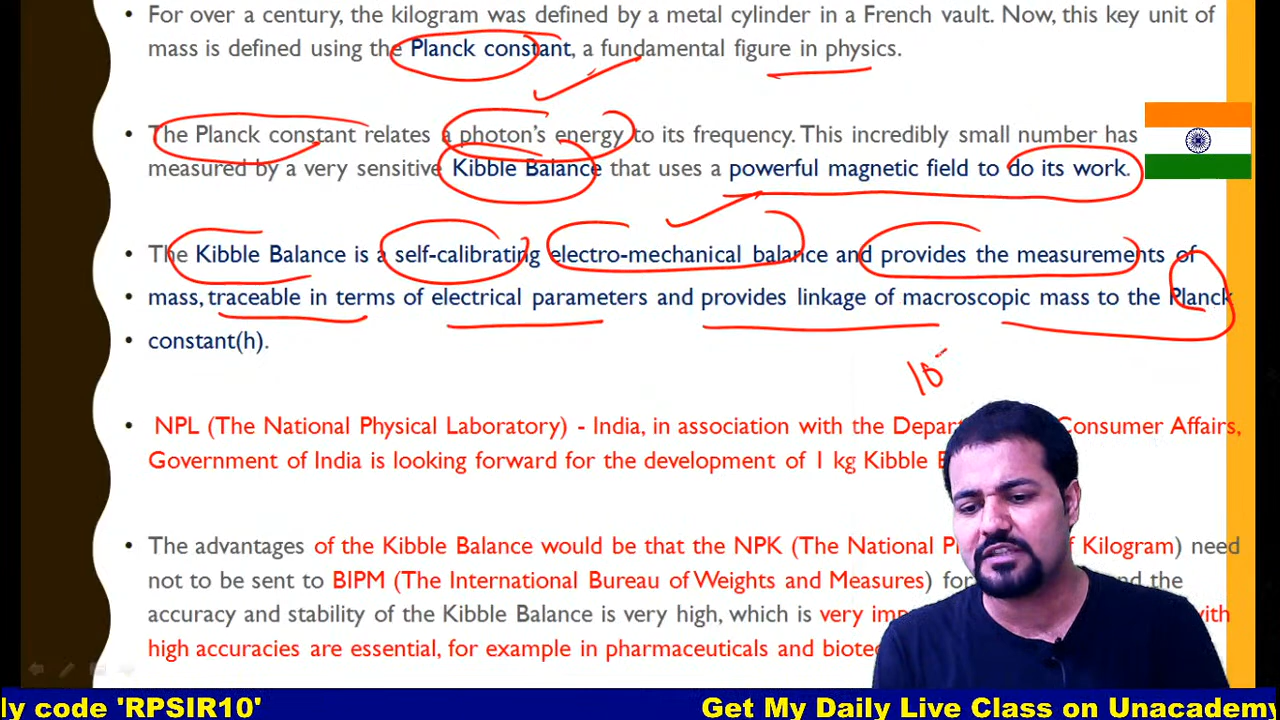 For over a century, the kilogram was defined by a metal cylinder in a French vault. Now, this key unit of
mass is defined using the Planck constant, a fundamental figure in physics.
The Planck constant relates a photon's energy to its frequency. This incredibly small number has
measured by a very sensitive Kibble Balance that uses a powerful magnetic field to do its work.
The Kibble Balance is a self-calibrating electro-mechanical balance and provides the measurements of
mass, traceable in terms of electrical parameters and provides linkage of macroscopic mass to the Planck
constant(h).
10
NPL (The National Physical Laboratory) - India, in association with the Consumer Affairs,
Government of India is looking forward for the development of 1 kg Kibble
The advantages of the Kibble Balance would be that the NPK (The National of Kilogram) need
not to be sent to BIPM (The International Bureau of Weights and Measures) the
accuracy and stability of the Kibble Balance is very high, which is very
high accuracies are essential, for example in pharmaceuticals and
ly code 'RPSIR10' Get My Daily Live Class on Unacademy